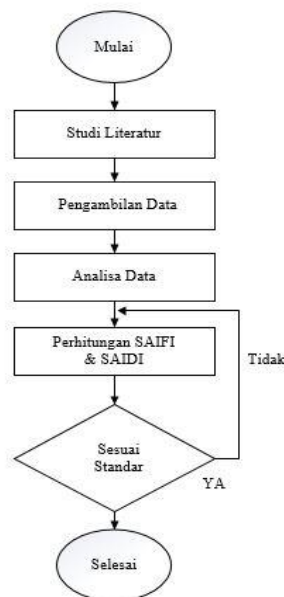 Mulai
Studi Literatur
Pengambilan Data
Analisa Data
Perhitungan SAIFI
& SAIDI
Tidak
Sesuai
Standar
YA
Selesai